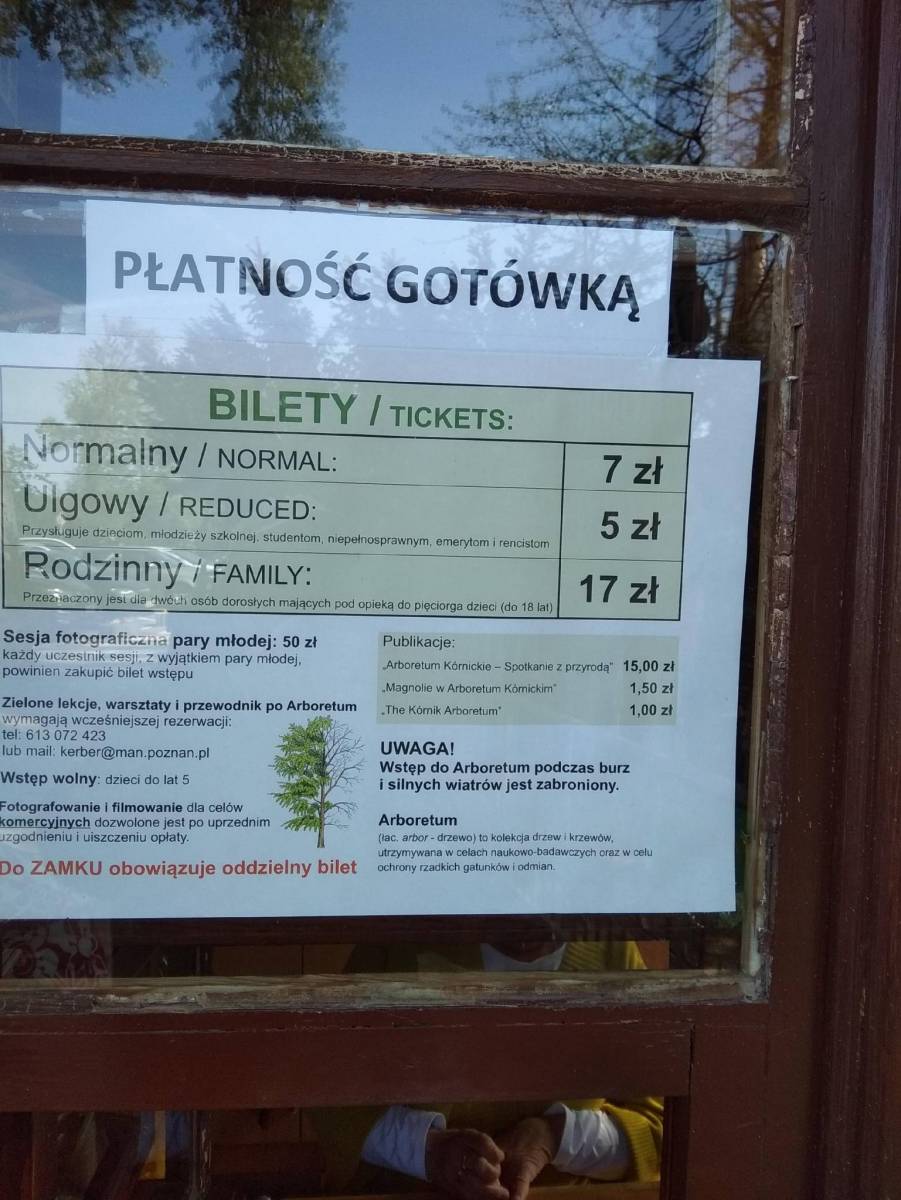 PŁATNOŚĆ GOTÓWKĄ
BILETY / TICKETS:
Normalny / NORMAL: 7 zł
Ulgowy / REDUCED: 5 zł
Przysługuje dzieciom, młodzieży szkolnej, studentom, niepełnosprawnym, emerytom i rencistom
Rodzinny / FAMILY: 17 zł
Przeznaczony jest dla dwóch osób dorosłych mających pod opieką do pięciorga dzieci (do 18 lat)
Sesja fotograficzna pary młodej: 50 zł
każdy uczestnik sesji, z wyjątkiem pary młodej,
powinien zakupić bilet wstępu
Zielone lekcje, warsztaty i przewodnik po Arboretum
wymagają wcześniejszej rezerwacji:
tel: 613 072 423
lub mail: kerber@man.poznan.pl
Wstęp wolny: dzieci do lat 5
Fotografowanie i filmowanie dla celów
komercyjnych dozwolone jest po uprzednim
uzgodnieniu i uiszczeniu opłaty.
Do ZAMKU obowiązuje oddzielny bilet
Publikacje:
„Arboretum Kórnickie – Spotkanie z przyrodą" 15,00 zł
„Magnolie w Arboretum Kórnickim" 1,50 zł
„The Kórnik Arboretum" 1,00 zł
UWAGA!
Wstęp do Arboretum podczas burz
i silnych wiatrów jest zabroniony.
Arboretum
(łac. arbor - drzewo) to kolekcja drzew i krzewów,
utrzymywana w celach naukowo-badawczych oraz w celu
ochrony rzadkich gatunków i odmian.